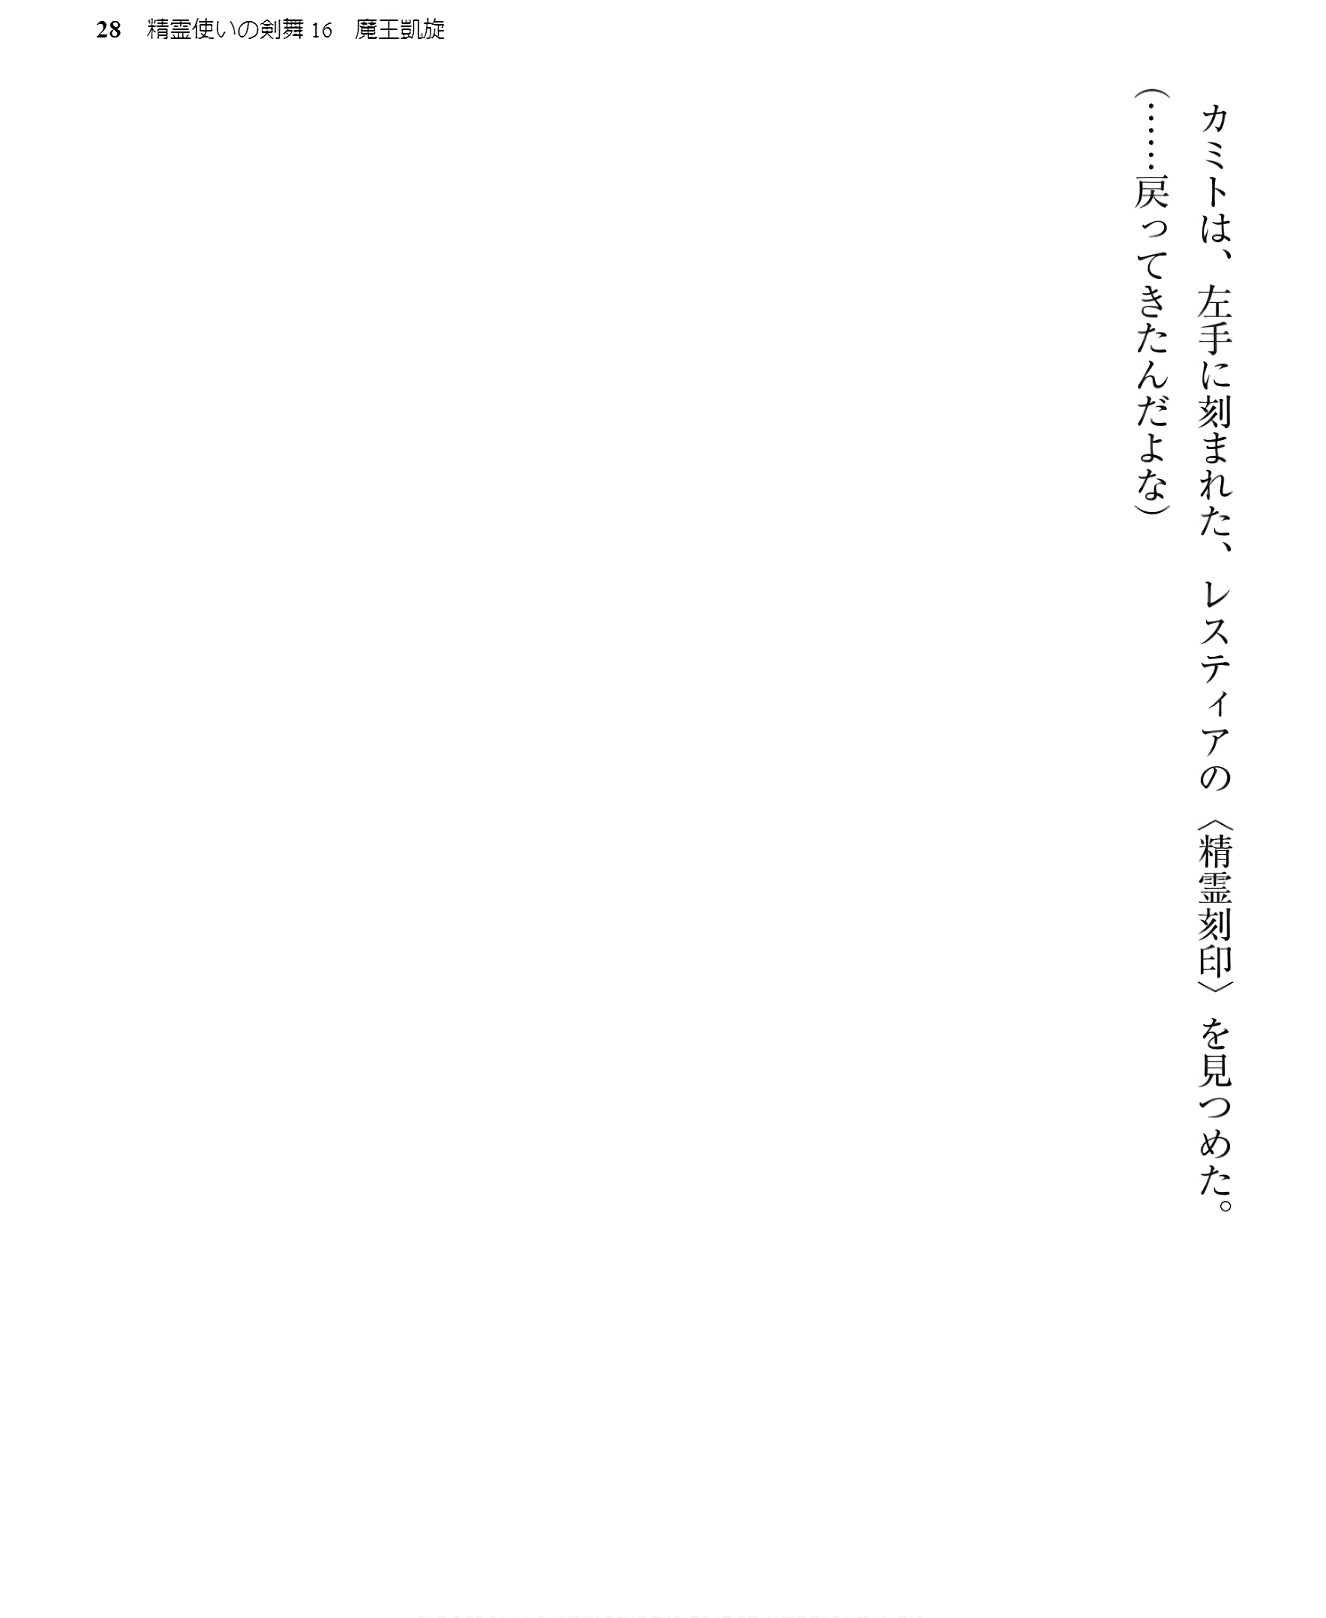 28 精霊使いの剣舞16 魔王凱旋
カミトは、左手に刻まれた、レスティアの〈精霊刻印〉を見つめた。
(……戻ってきたんだよな)